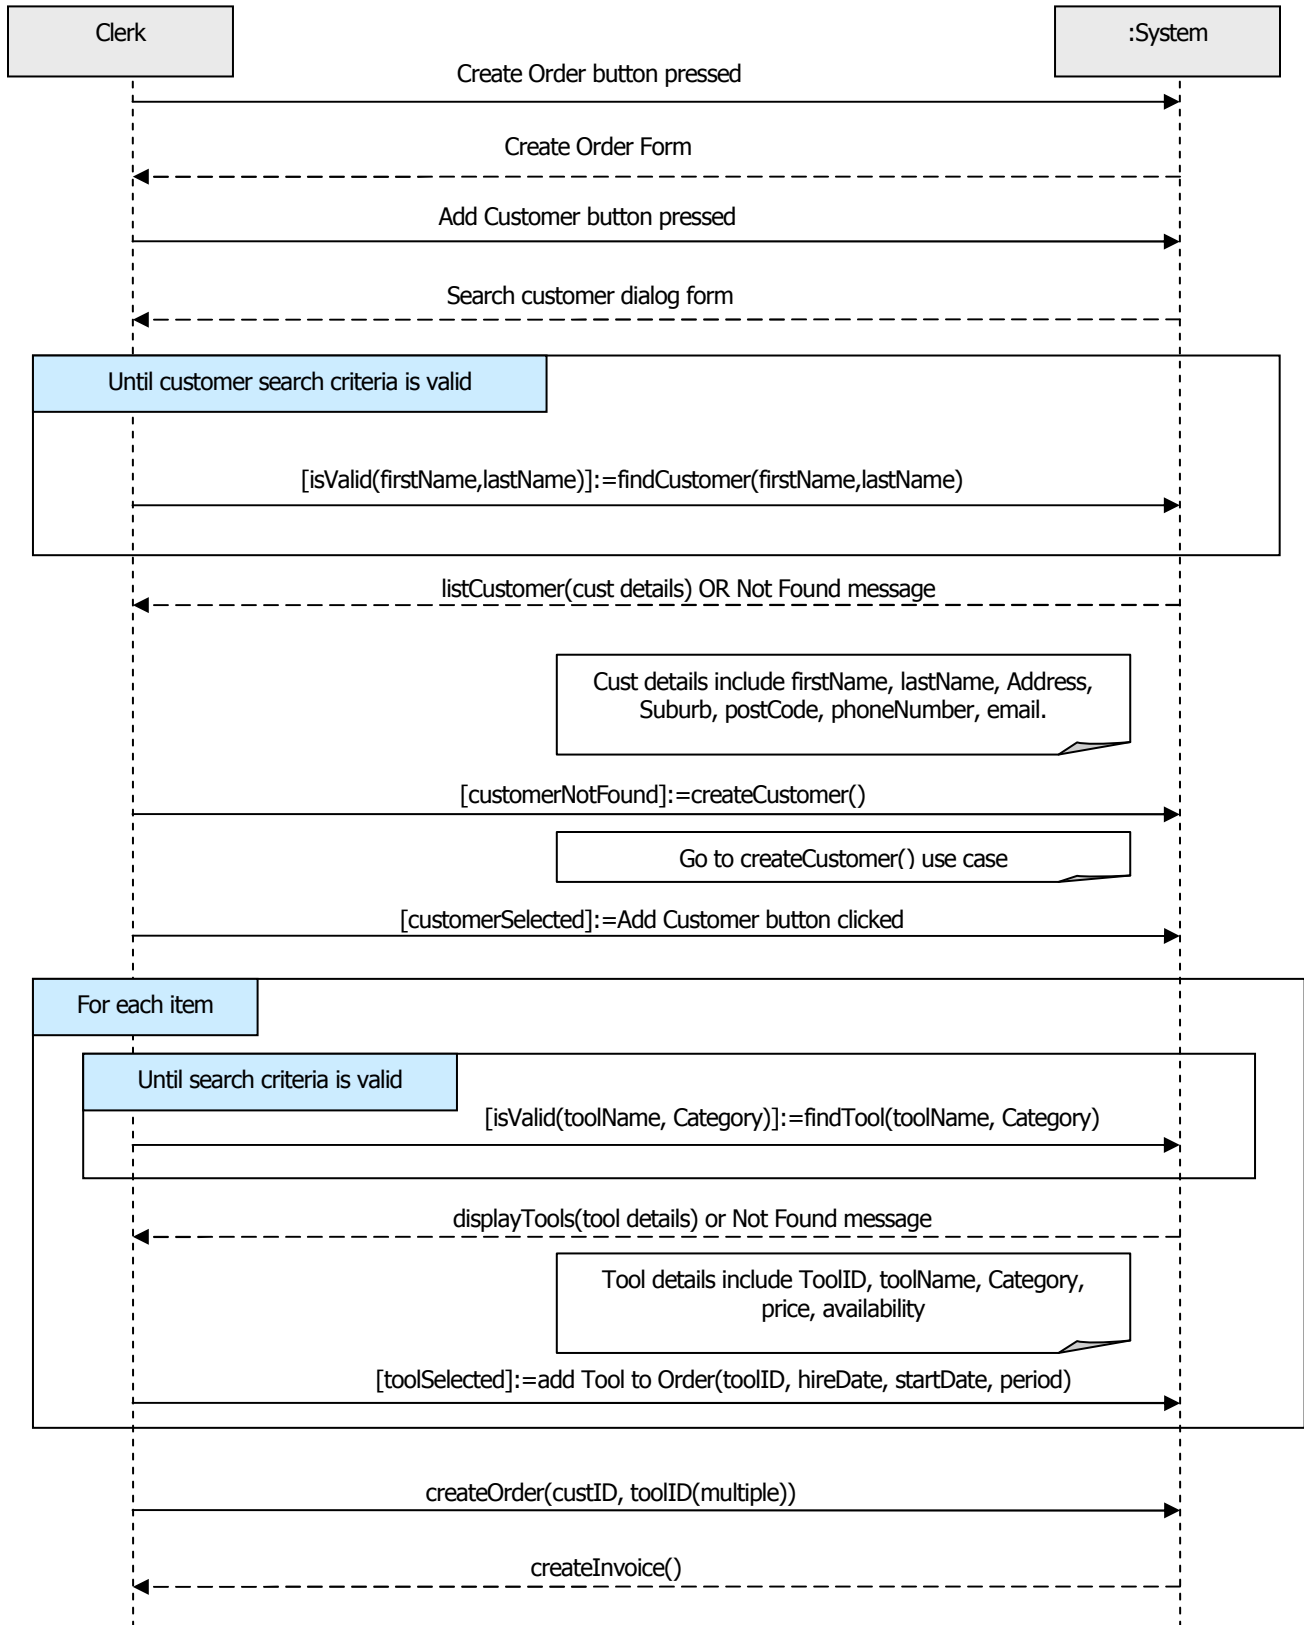 Clerk
:System
Create Order button pressed
Create Order Form
Add Customer button pressed
Search customer dialog form
Until customer search criteria is valid
[isValid(firstName,lastName)]:=findCustomer(firstName,lastName)
listCustomer(cust details) OR Not Found message
Cust details include firstName, lastName, Address,
Suburb, postCode, phoneNumber, email.
[customerNotFound]:=createCustomer()
Go to createCustomer() use case
[customerSelected]:=Add Customer button clicked
For each item
Until search criteria is valid
[isValid(toolName, Category)]:=findTool(toolName, Category)
displayTools(tool details) or Not Found message
Tool details include ToolID, toolName, Category,
price, availability
[toolSelected]:=add Tool to Order(toolID, hireDate, startDate, period)
createOrder(custID, toolID(multiple))
createInvoice()